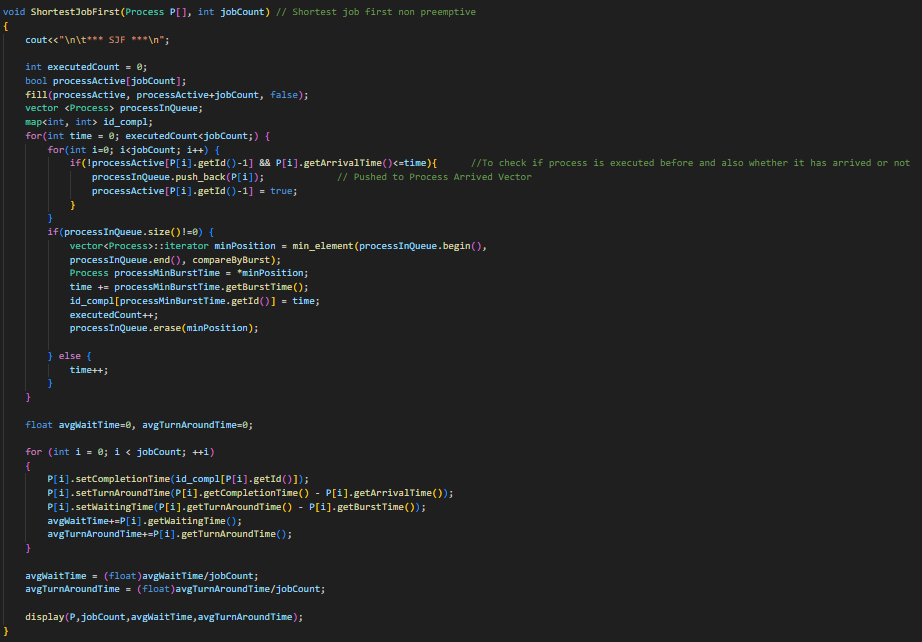 void ShortestJobFirst(Process P[], int jobCount) // Shortest job first non preemptive
{
    cout<<"\n\t*** SJF ***\n";

    int executedCount = 0;
    bool processActive[jobCount];
    fill(processActive, processActive+jobCount, false);
    vector <Process> processInQueue;
    map<int, int> id_compl;
    for(int time = 0; executedCount<jobCount;) {
        for(int i=0; i<jobCount; i++) {
            if(!processActive[P[i].getId()-1] && P[i].getArrivalTime()<=time){      //To check if process is executed before and also whether it has arrived or not
                processInQueue.push_back(P[i]);             // Pushed to Process Arrived Vector
                processActive[P[i].getId()-1] = true;
            }
        }
        if(processInQueue.size()!=0) {
            vector<Process>::iterator minPosition = min_element(processInQueue.begin(),
            processInQueue.end(), compareByBurst);
            Process processMinBurstTime = *minPosition;
            time += processMinBurstTime.getBurstTime();
            id_compl[processMinBurstTime.getId()] = time;
            executedCount++;
            processInQueue.erase(minPosition);

        } else {
            time++;
        }
    }

    float avgWaitTime=0, avgTurnAroundTime=0;

    for (int i = 0; i < jobCount; ++i)
    {
        P[i].setCompletionTime(id_compl[P[i].getId()]);
        P[i].setTurnAroundTime(P[i].getCompletionTime() - P[i].getArrivalTime());
        P[i].setWaitingTime(P[i].getTurnAroundTime() - P[i].getBurstTime());
        avgWaitTime+=P[i].getWaitingTime();
        avgTurnAroundTime+=P[i].getTurnAroundTime();
    }

    avgWaitTime = (float)avgWaitTime/jobCount;
    avgTurnAroundTime = (float)avgTurnAroundTime/jobCount;

    display(P,jobCount,avgWaitTime,avgTurnAroundTime);
}